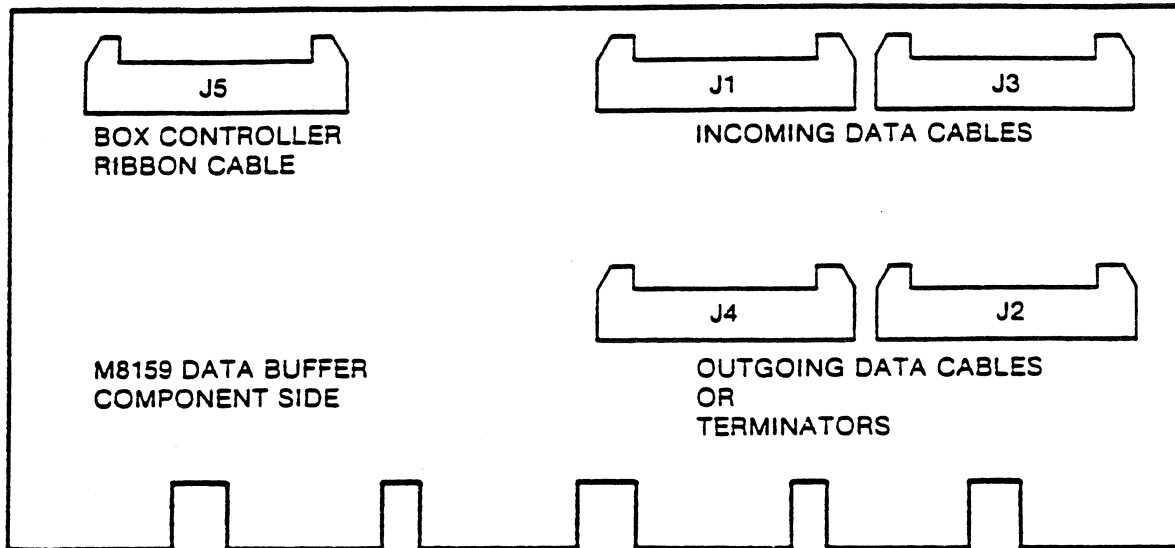 J5
BOX CONTROLLER
RIBBON CABLE
J1
J3
INCOMING DATA CABLES
J4
J2
M8159 DATA BUFFER
COMPONENT SIDE
OUTGOING DATA CABLES
OR
TERMINATORS